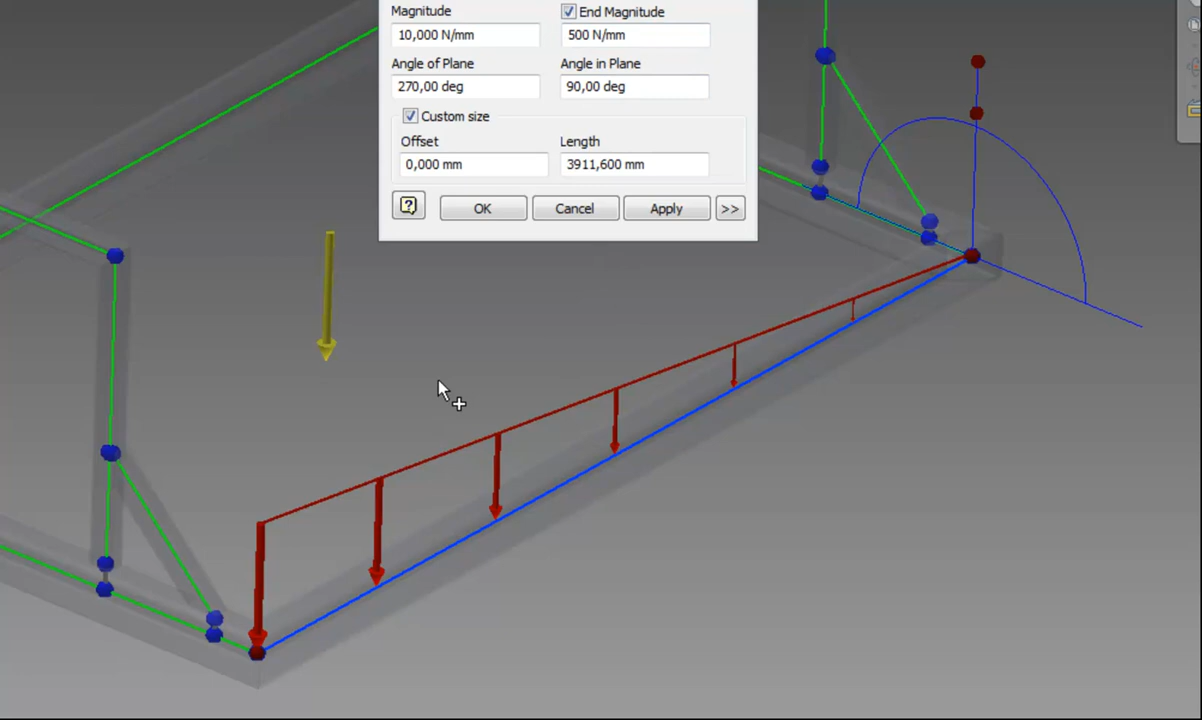 Magnitude
End Magnitude
10,000 N/mm
500 N/mm
Angle of Plane
Angle in Plane
270,00 deg
90,00 deg
Custom size
Offset
Length
0,000 mm
3911,600 mm
?
OK
Cancel
Apply
>>